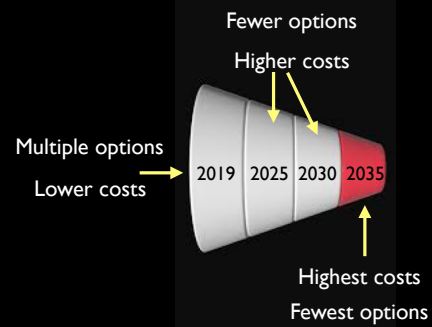 Fewer options
Higher costs
Multiple options
Lower costs
2019 2025 2030 2035
Highest costs
Fewest options